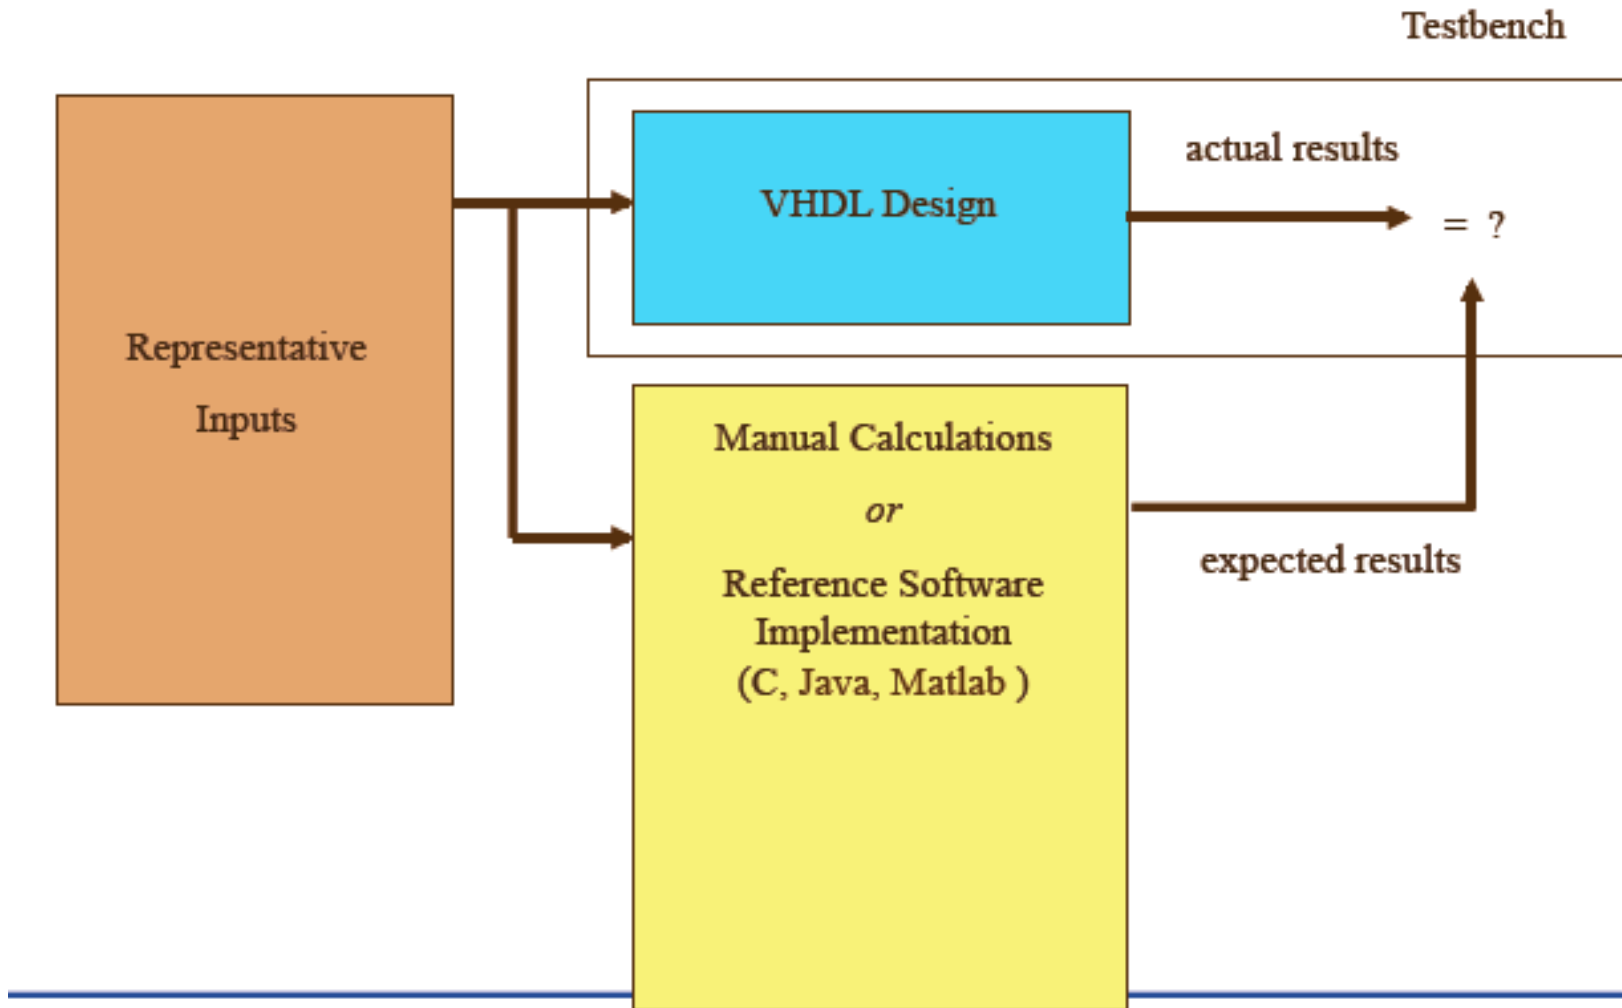 Testbench
Representative
Inputs
VHDL Design
actual results
= ?
Manual Calculations
or
Reference Software
Implementation
(C, Java, Matlab )
expected results